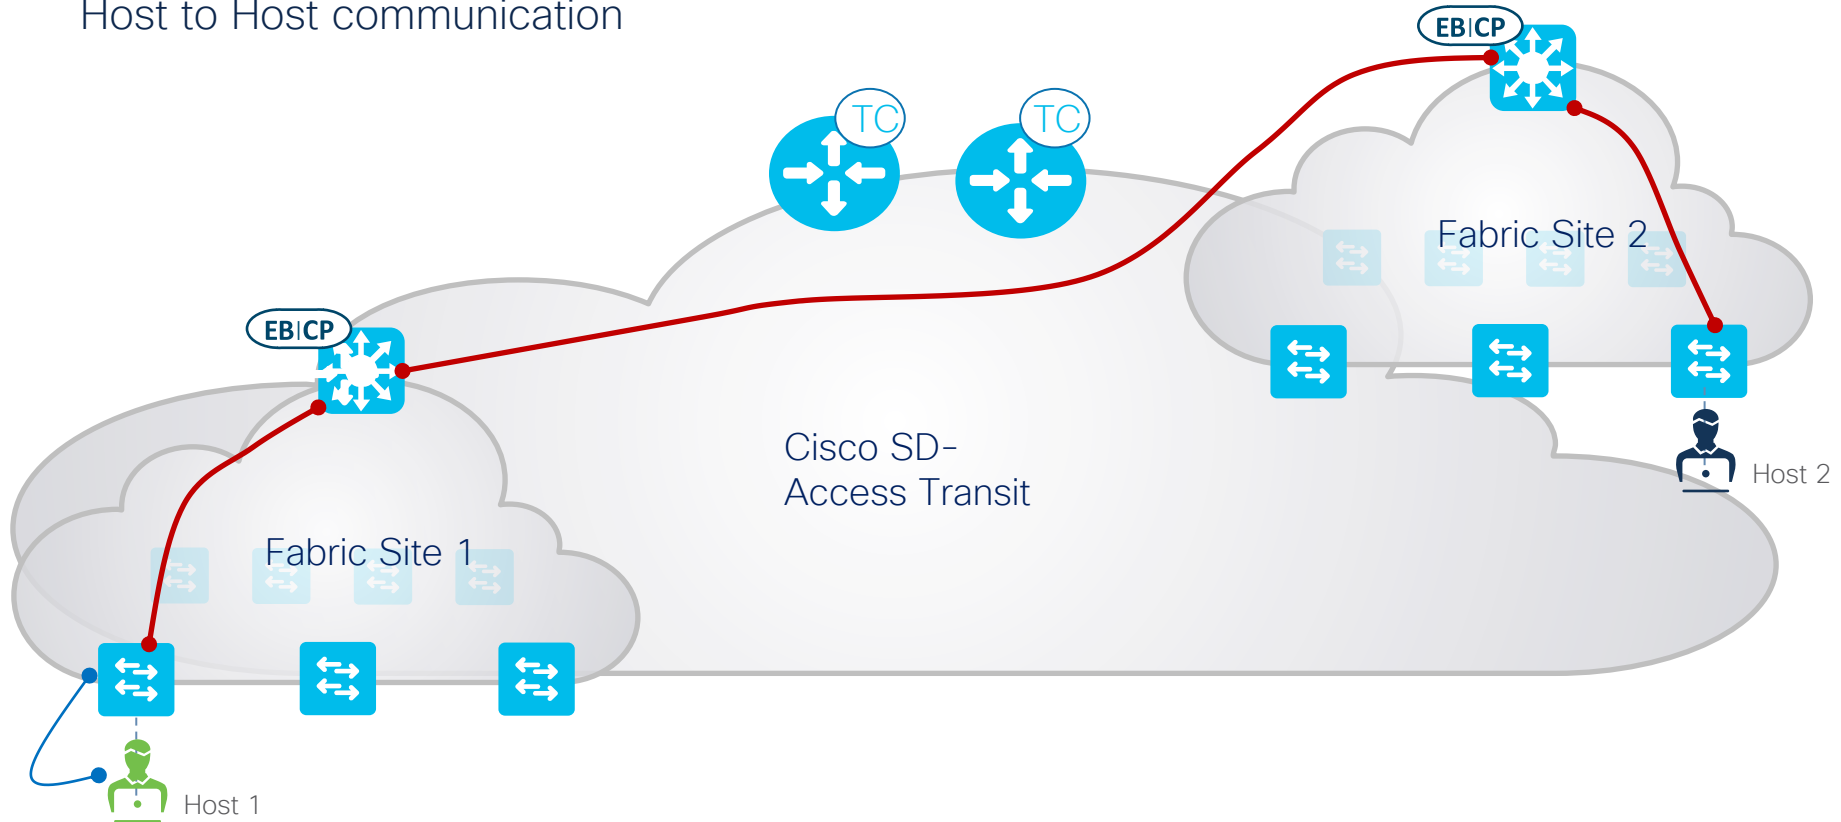 Host to Host communication
EB|CP
TC
TC
Fabric Site 2
EB|CP
Cisco SD-
Access Transit
Host 2
Fabric Site 1
Host 1